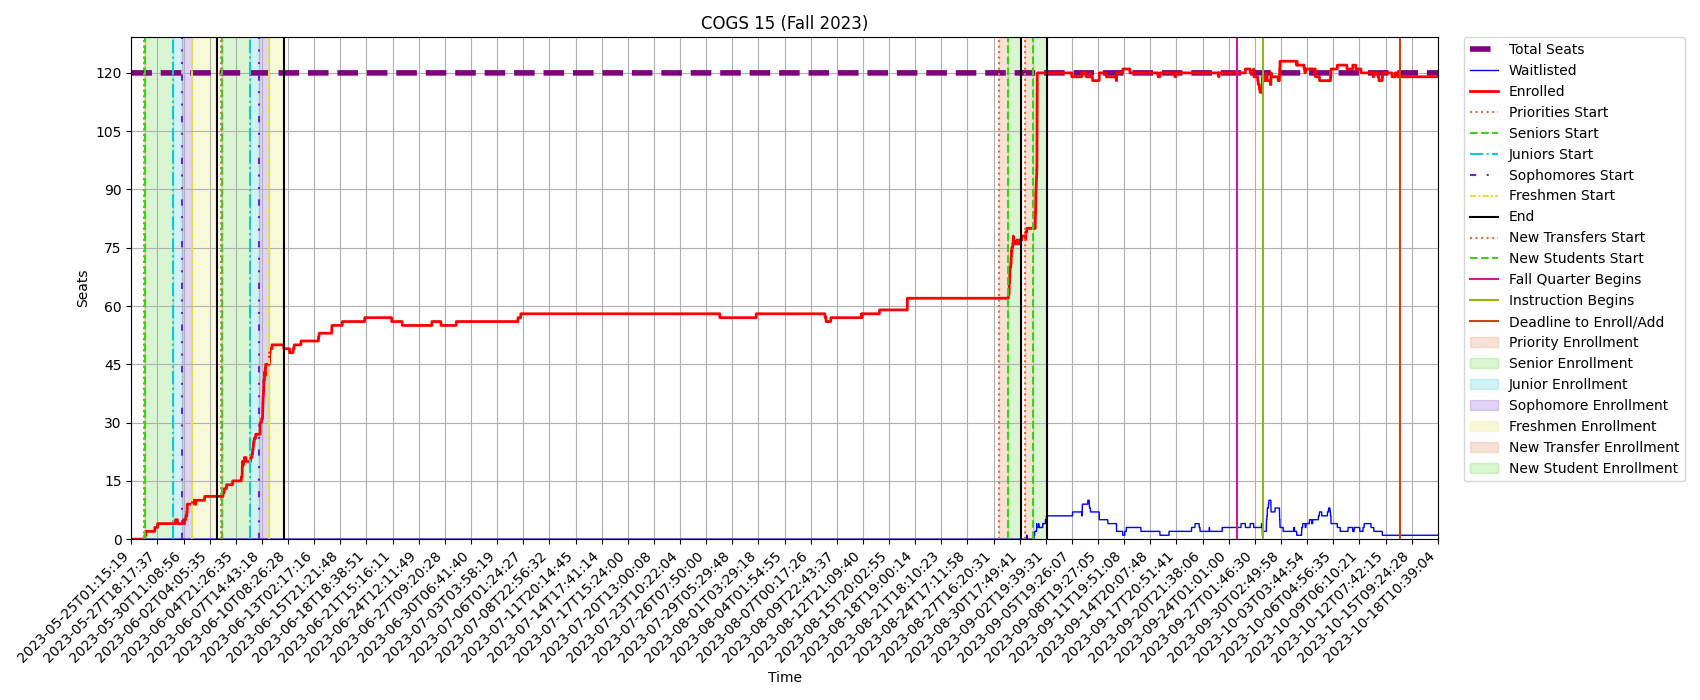 COGS 15 (Fall 2023)
Seats
120
105
90
75
60
45
30
15
0
2023-05-25T01:15:19
2023-05-27T18:17:37
2023-05-30T11:08:56
2023-06-02T04:05:35
2023-06-04T21:26:35
2023-06-07T14:43:18
2023-06-10T08:26:28
2023-06-13T02:17:16
2023-06-15T21:21:48
2023-06-18T18:38:51
2023-06-21T15:16:11
2023-06-24T12:11:49
2023-06-27T09:20:28
2023-06-30T06:41:40
2023-07-03T03:58:19
2023-07-06T01:24:27
2023-07-08T22:56:32
2023-07-11T20:14:45
2023-07-14T17:41:14
2023-07-17T15:24:00
2023-07-20T13:00:08
2023-07-23T10:22:04
2023-07-26T07:50:00
2023-07-29T05:29:48
2023-08-01T03:29:18
2023-08-04T01:54:55
2023-08-07T00:17:26
2023-08-09T22:43:37
2023-08-12T21:09:40
2023-08-15T20:02:55
2023-08-18T19:00:14
2023-08-21T18:10:23
2023-08-24T17:11:58
2023-08-27T16:20:31
2023-08-30T17:49:41
2023-09-02T19:39:31
2023-09-05T19:26:07
2023-09-08T19:27:05
2023-09-11T19:51:08
2023-09-14T20:07:48
2023-09-17T20:51:41
2023-09-20T21:38:06
2023-09-24T01:01:00
2023-09-27T01:46:30
2023-09-30T02:49:58
2023-10-03T03:44:54
2023-10-06T04:56:35
2023-10-09T06:10:21
2023-10-12T07:42:15
2023-10-15T09:24:28
2023-10-18T10:39:04
Time
Total Seats
Waitlisted
Enrolled
Priorities Start
Seniors Start
Juniors Start
Sophomores Start
Freshmen Start
End
New Transfers Start
New Students Start
Fall Quarter Begins
Instruction Begins
Deadline to Enroll/Add
Priority Enrollment
Senior Enrollment
Junior Enrollment
Sophomore Enrollment
Freshmen Enrollment
New Transfer Enrollment
New Student Enrollment